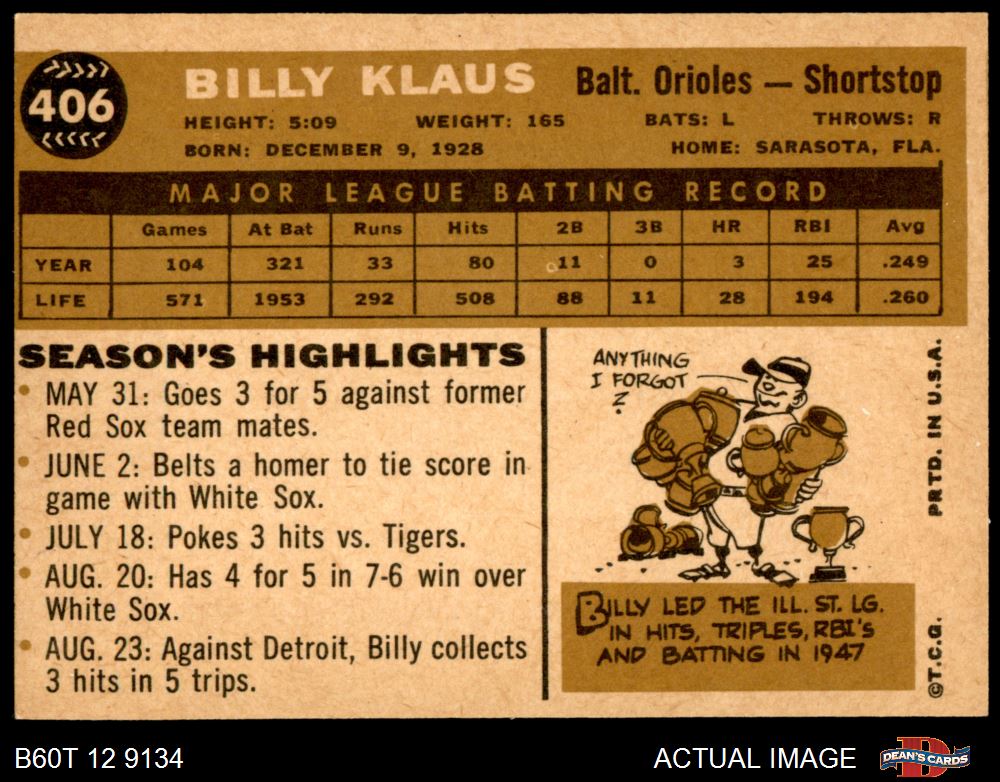 406
BILLY KLAUS
Balt. Orioles — Shortstop
HEIGHT: 5:09 WEIGHT: 165 BATS: L THROWS: R
BORN: DECEMBER 9, 1928 HOME: SARASOTA, FLA.
MAJOR LEAGUE BATTING RECORD
Games At Bat Runs Hits 2B 3B HR RBI Avg
YEAR 104 321 33 80 11 0 3 25 .249
LIFE 571 1953 292 508 88 11 28 194 .260
SEASON'S HIGHLIGHTS
• MAY 31: Goes 3 for 5 against former
Red Sox team mates.
• JUNE 2: Belts a homer to tie score in
game with White Sox.
• JULY 18: Pokes 3 hits vs. Tigers.
• AUG. 20: Has 4 for 5 in 7-6 win over
White Sox.
• AUG. 23: Against Detroit, Billy collects
3 hits in 5 trips.
ANYTHING
I FORGOT
?
BILLY LED THE ILL. ST. LG.
IN HITS, TRIPLES, RBI'S
AND BATTING IN 1947
PRTD. IN U.S.A.
©T.C.G.
B60T 12 9134
ACTUAL IMAGE
DEAN'S CARDS